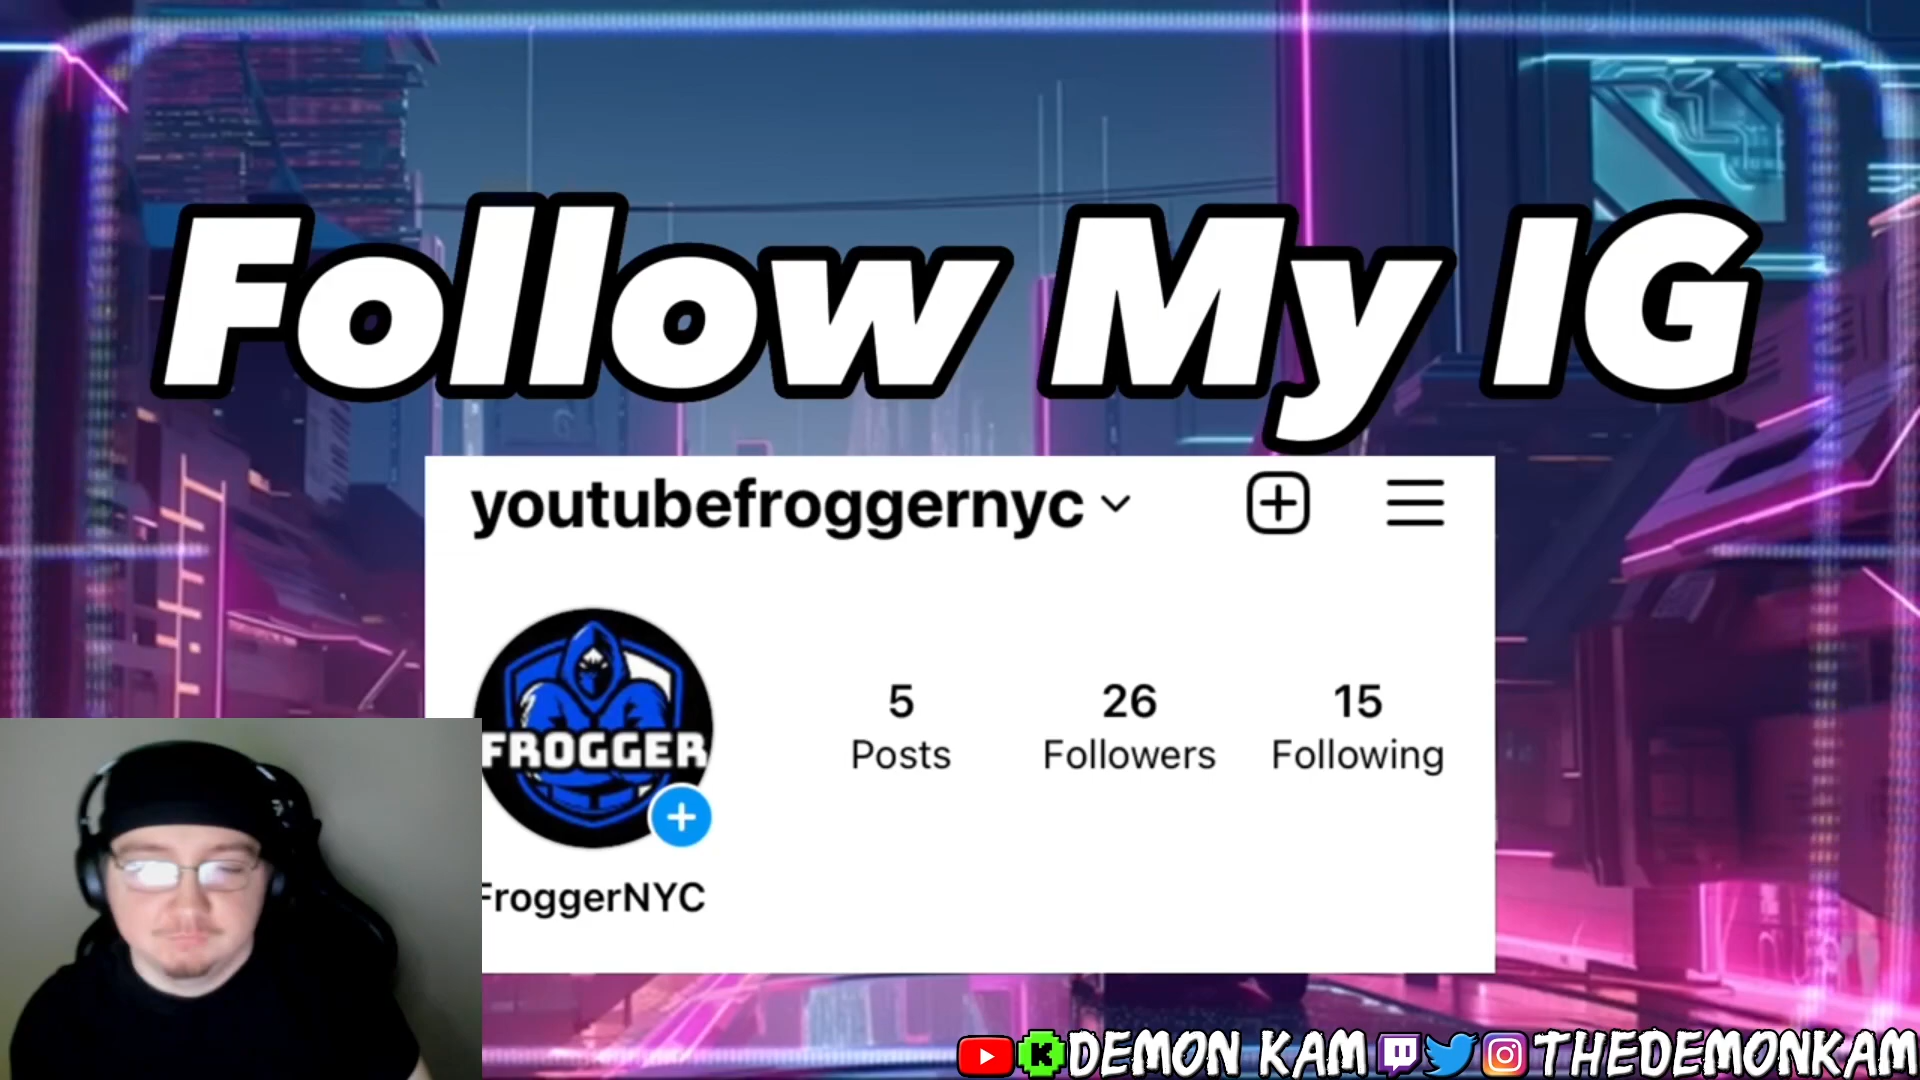 Follow My IG
youtubefroggernyc
FROGGER
5
Posts
26
Followers
15
Following
FroggerNYC
K DEMON KAM THEDEMONKAM